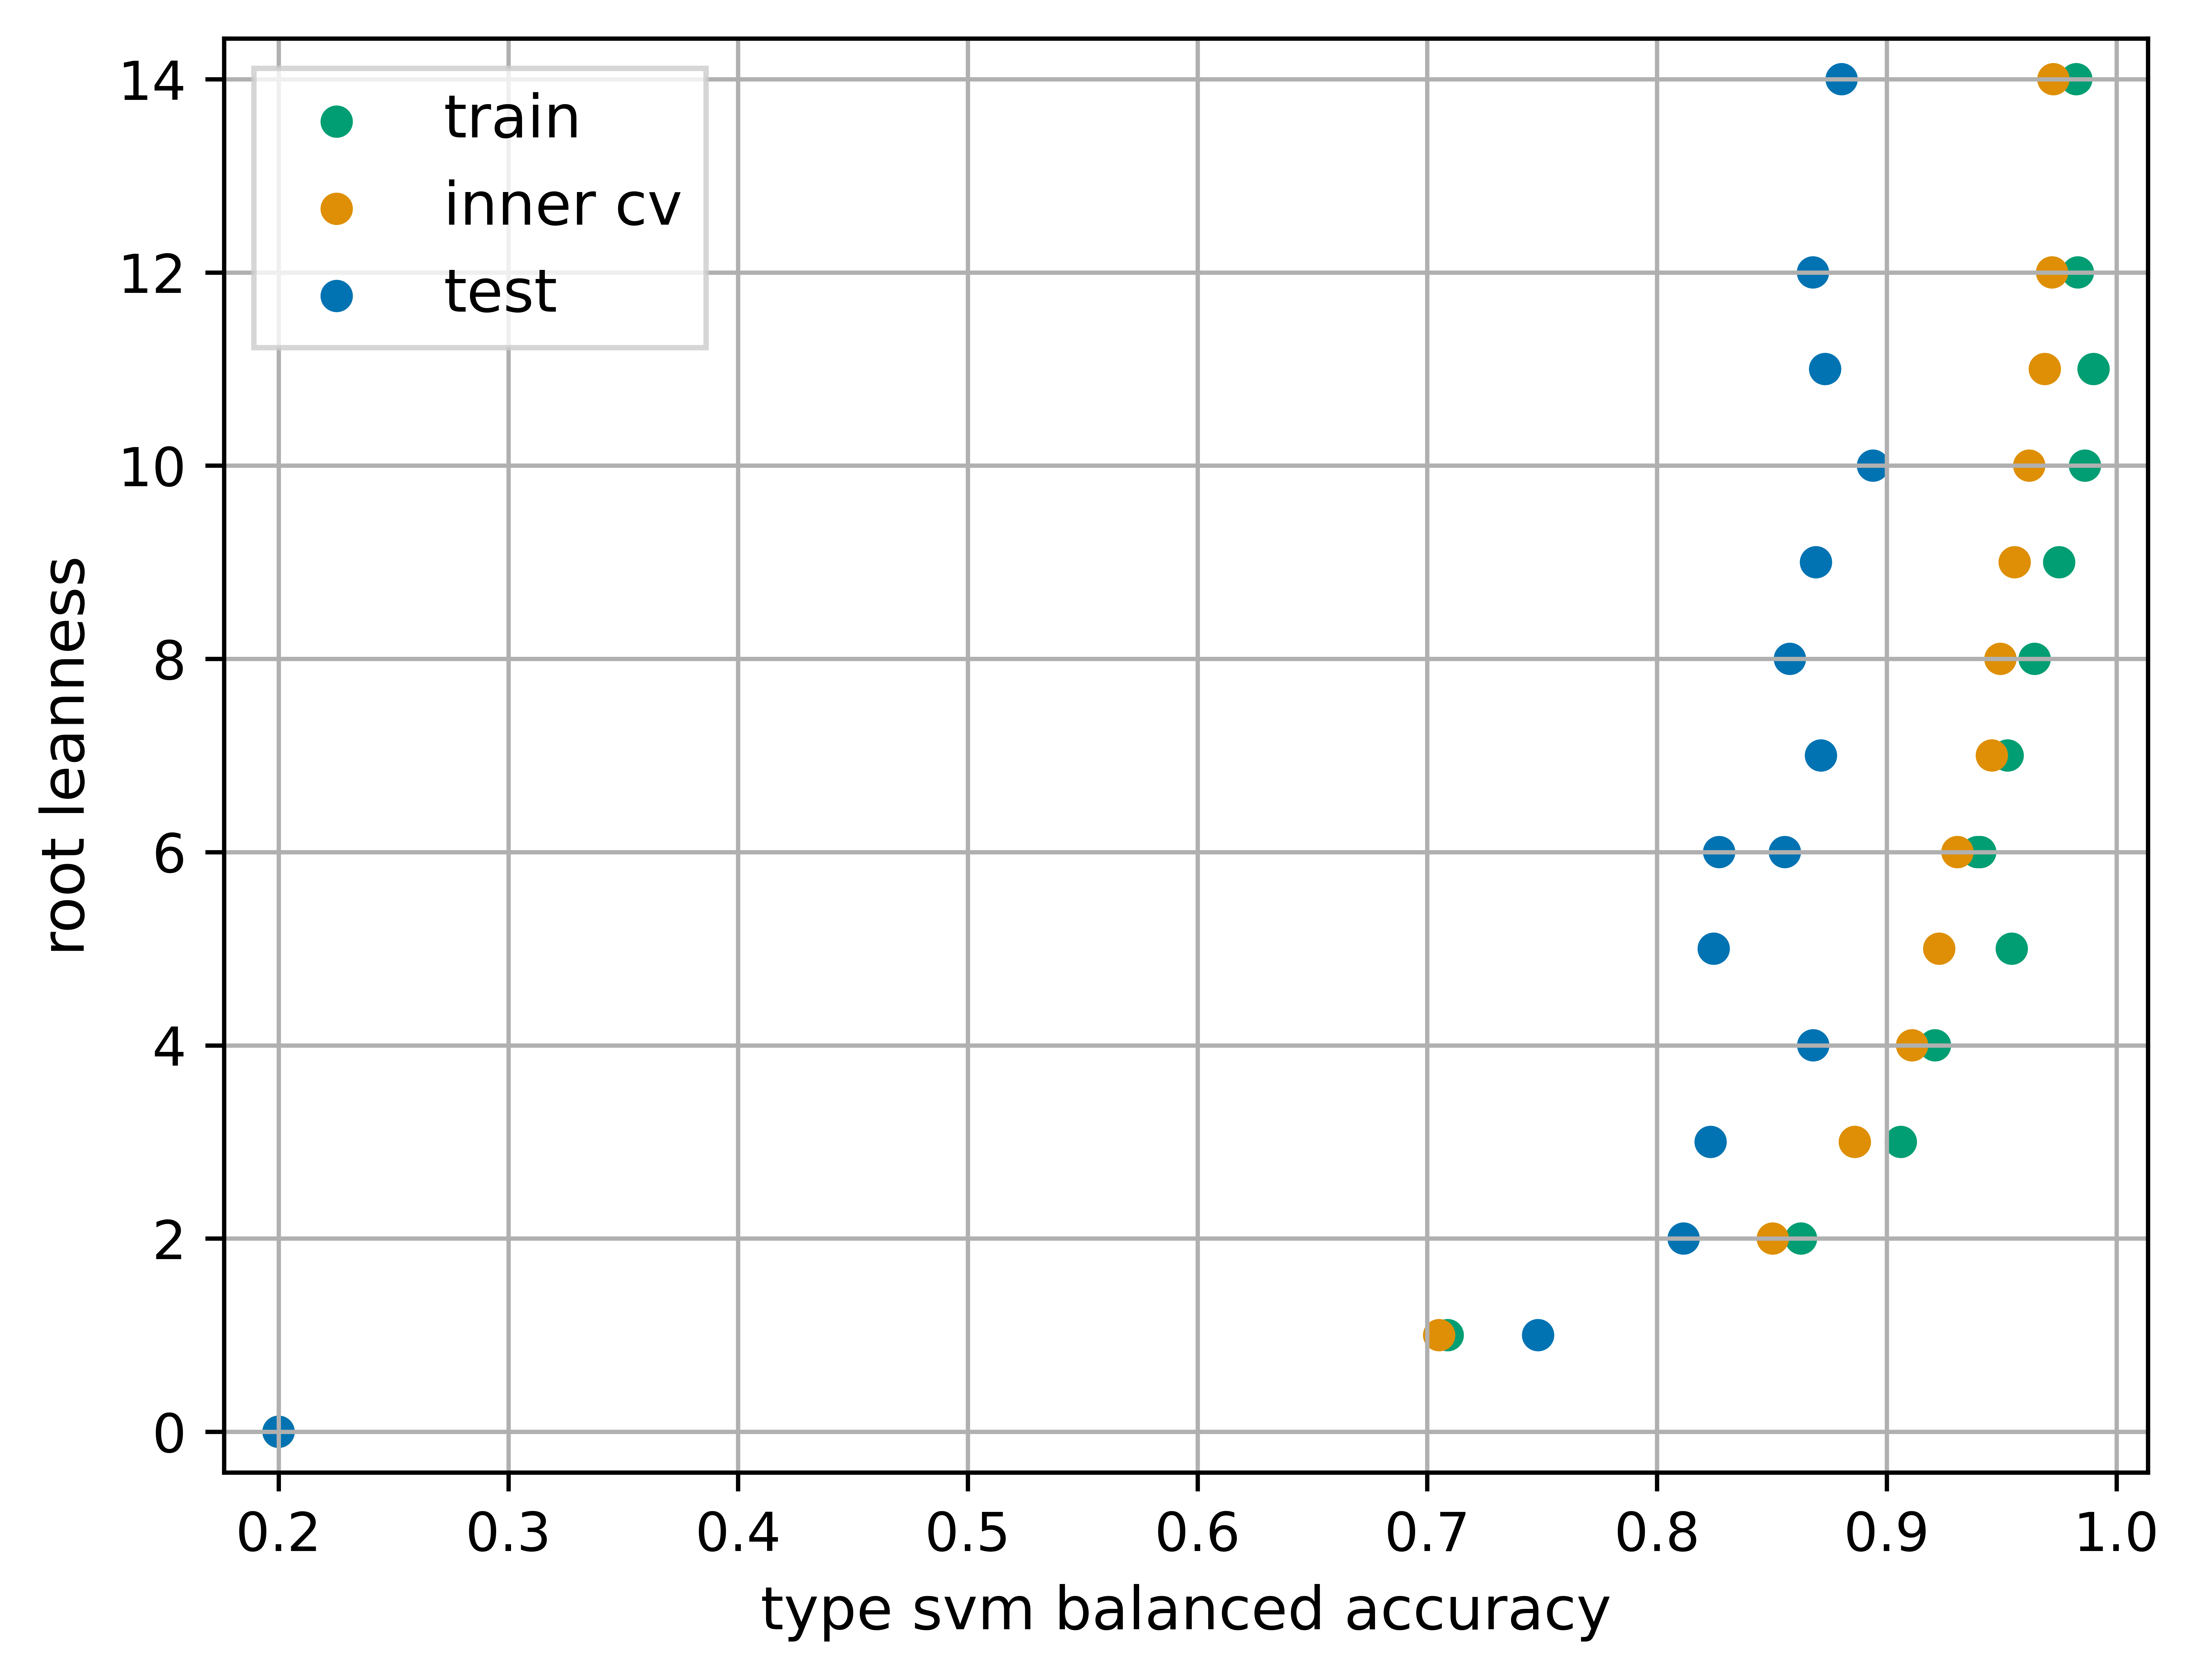 14
12
10
8
6
4
2
0
root leanness
train
inner cv
test
0.2 0.3 0.4 0.5 0.6 0.7 0.8 0.9 1.0
type svm balanced accuracy